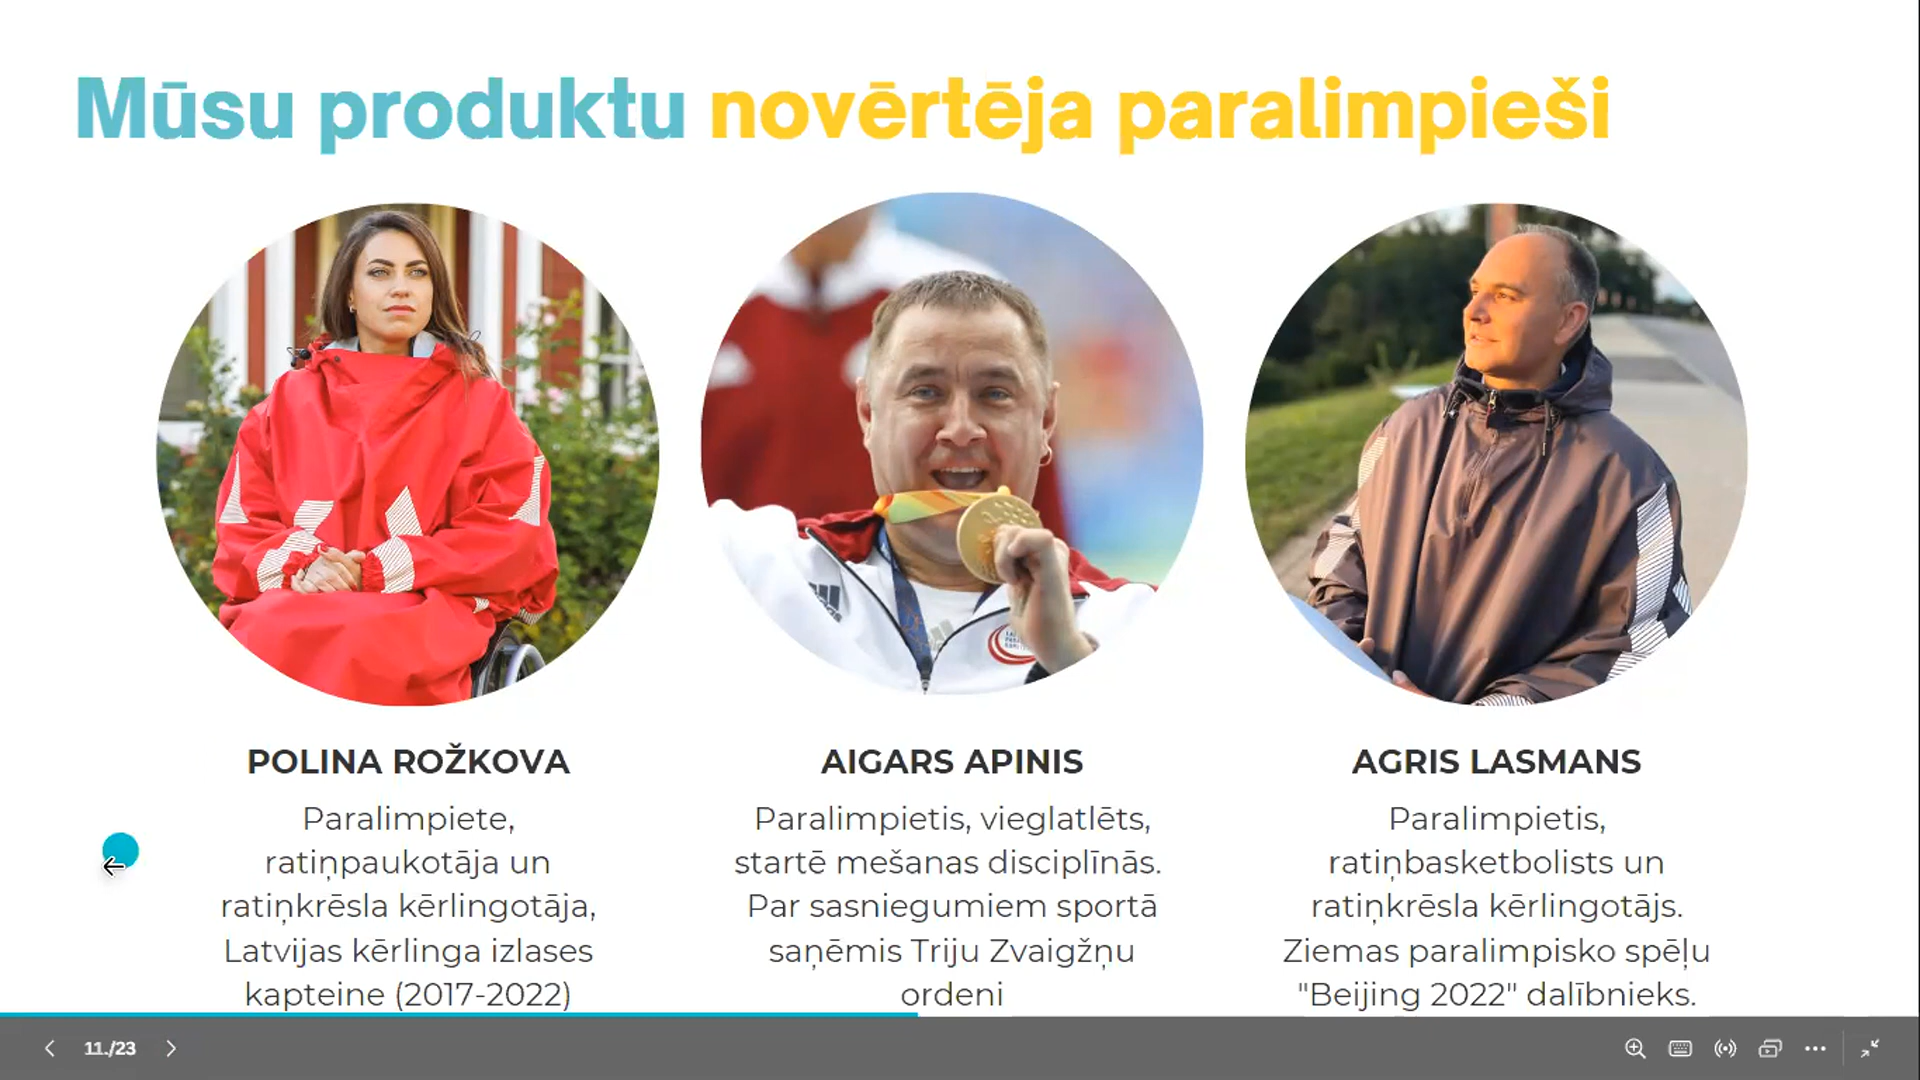 Mūsu produktu novērtēja paralimpieši
POLINA ROŽKOVA
Paralimpiete,
ratiņpaukotāja un
ratiņkrēsla kērlingotāja,
Latvijas kērlinga izlases
kapteine (2017-2022)
AIGARS APINIS
Paralimpietis, vieglatlēts,
startē mešanas disciplīnās.
Par sasniegumiem sportā
saņēmis Triju Zvaigžņu
ordeni
AGRIS LASMANS
Paralimpietis,
ratiņbasketbolists un
ratiņkrēsla kērlingotājs.
Ziemas paralimpisko spēļu
"Beijing 2022" dalībnieks.
11./23